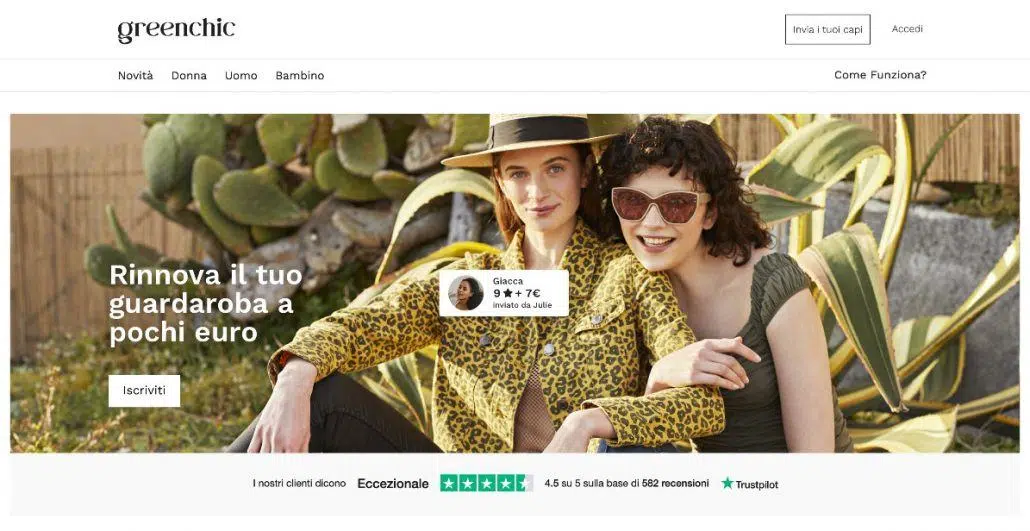 greenchic
Invia i tuoi capi
Accedi
Novità Donna Uomo Bambino
Come Funziona?
Rinnova il tuo
guardaroba a
pochi euro
Iscriviti
Giacca
9 ★ + 7€
inviato da Julie
I nostri clienti dicono Eccezionale 4.5 su 5 sulla base di 582 recensioni Trustpilot